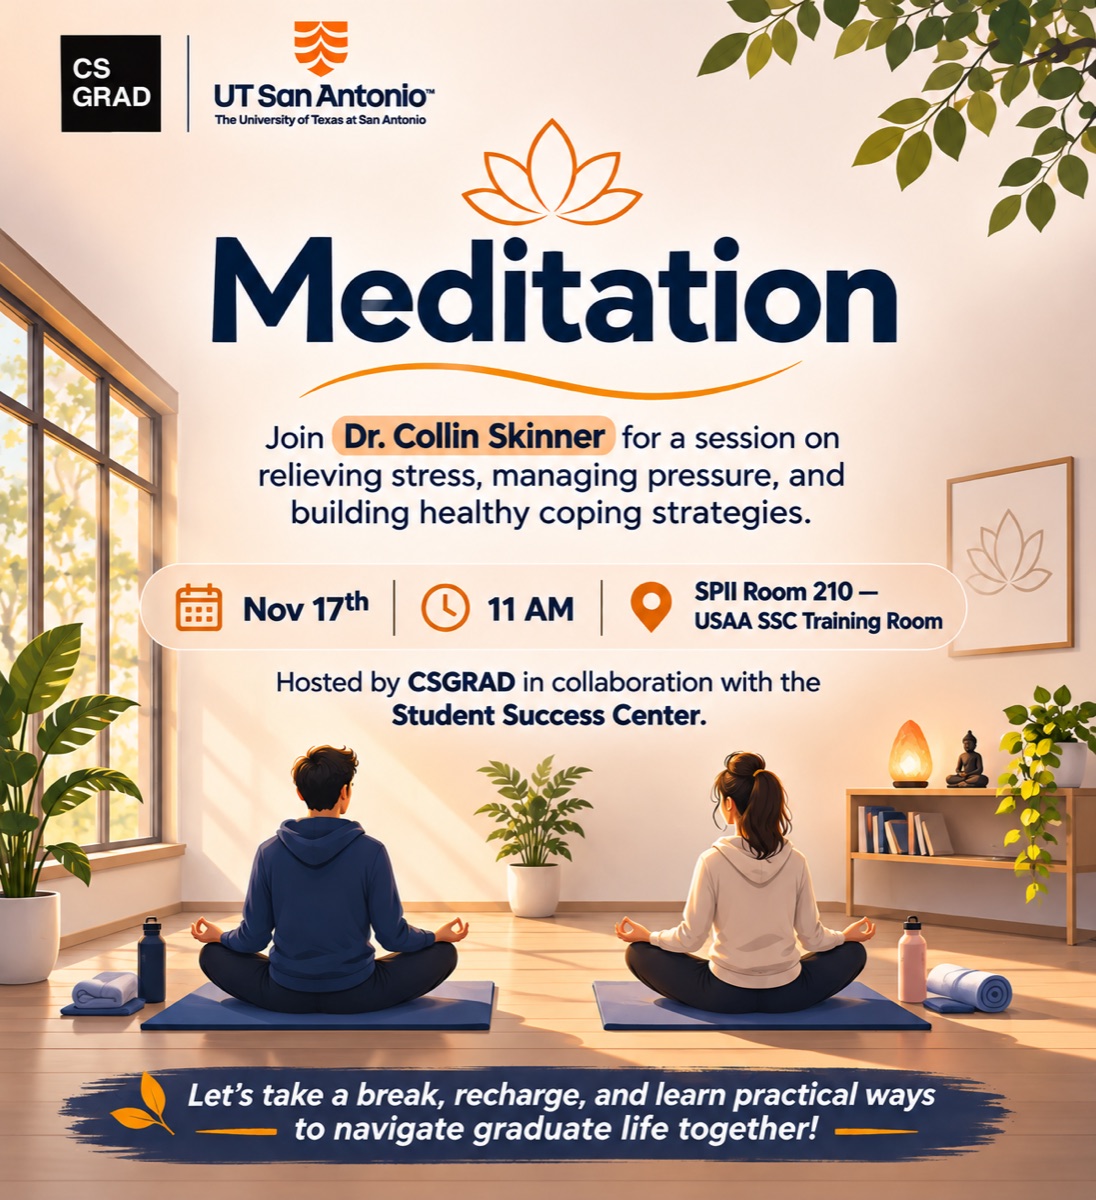 CS
GRAD
UT San Antonio™
The University of Texas at San Antonio
Meditation
Join Dr. Collin Skinner for a session on
relieving stress, managing pressure, and
building healthy coping strategies.
Nov 17th
11 AM
SPII Room 210 —
USAA SSC Training Room
Hosted by CSGRAD in collaboration with the
Student Success Center.
Let's take a break, recharge, and learn practical ways
to navigate graduate life together!